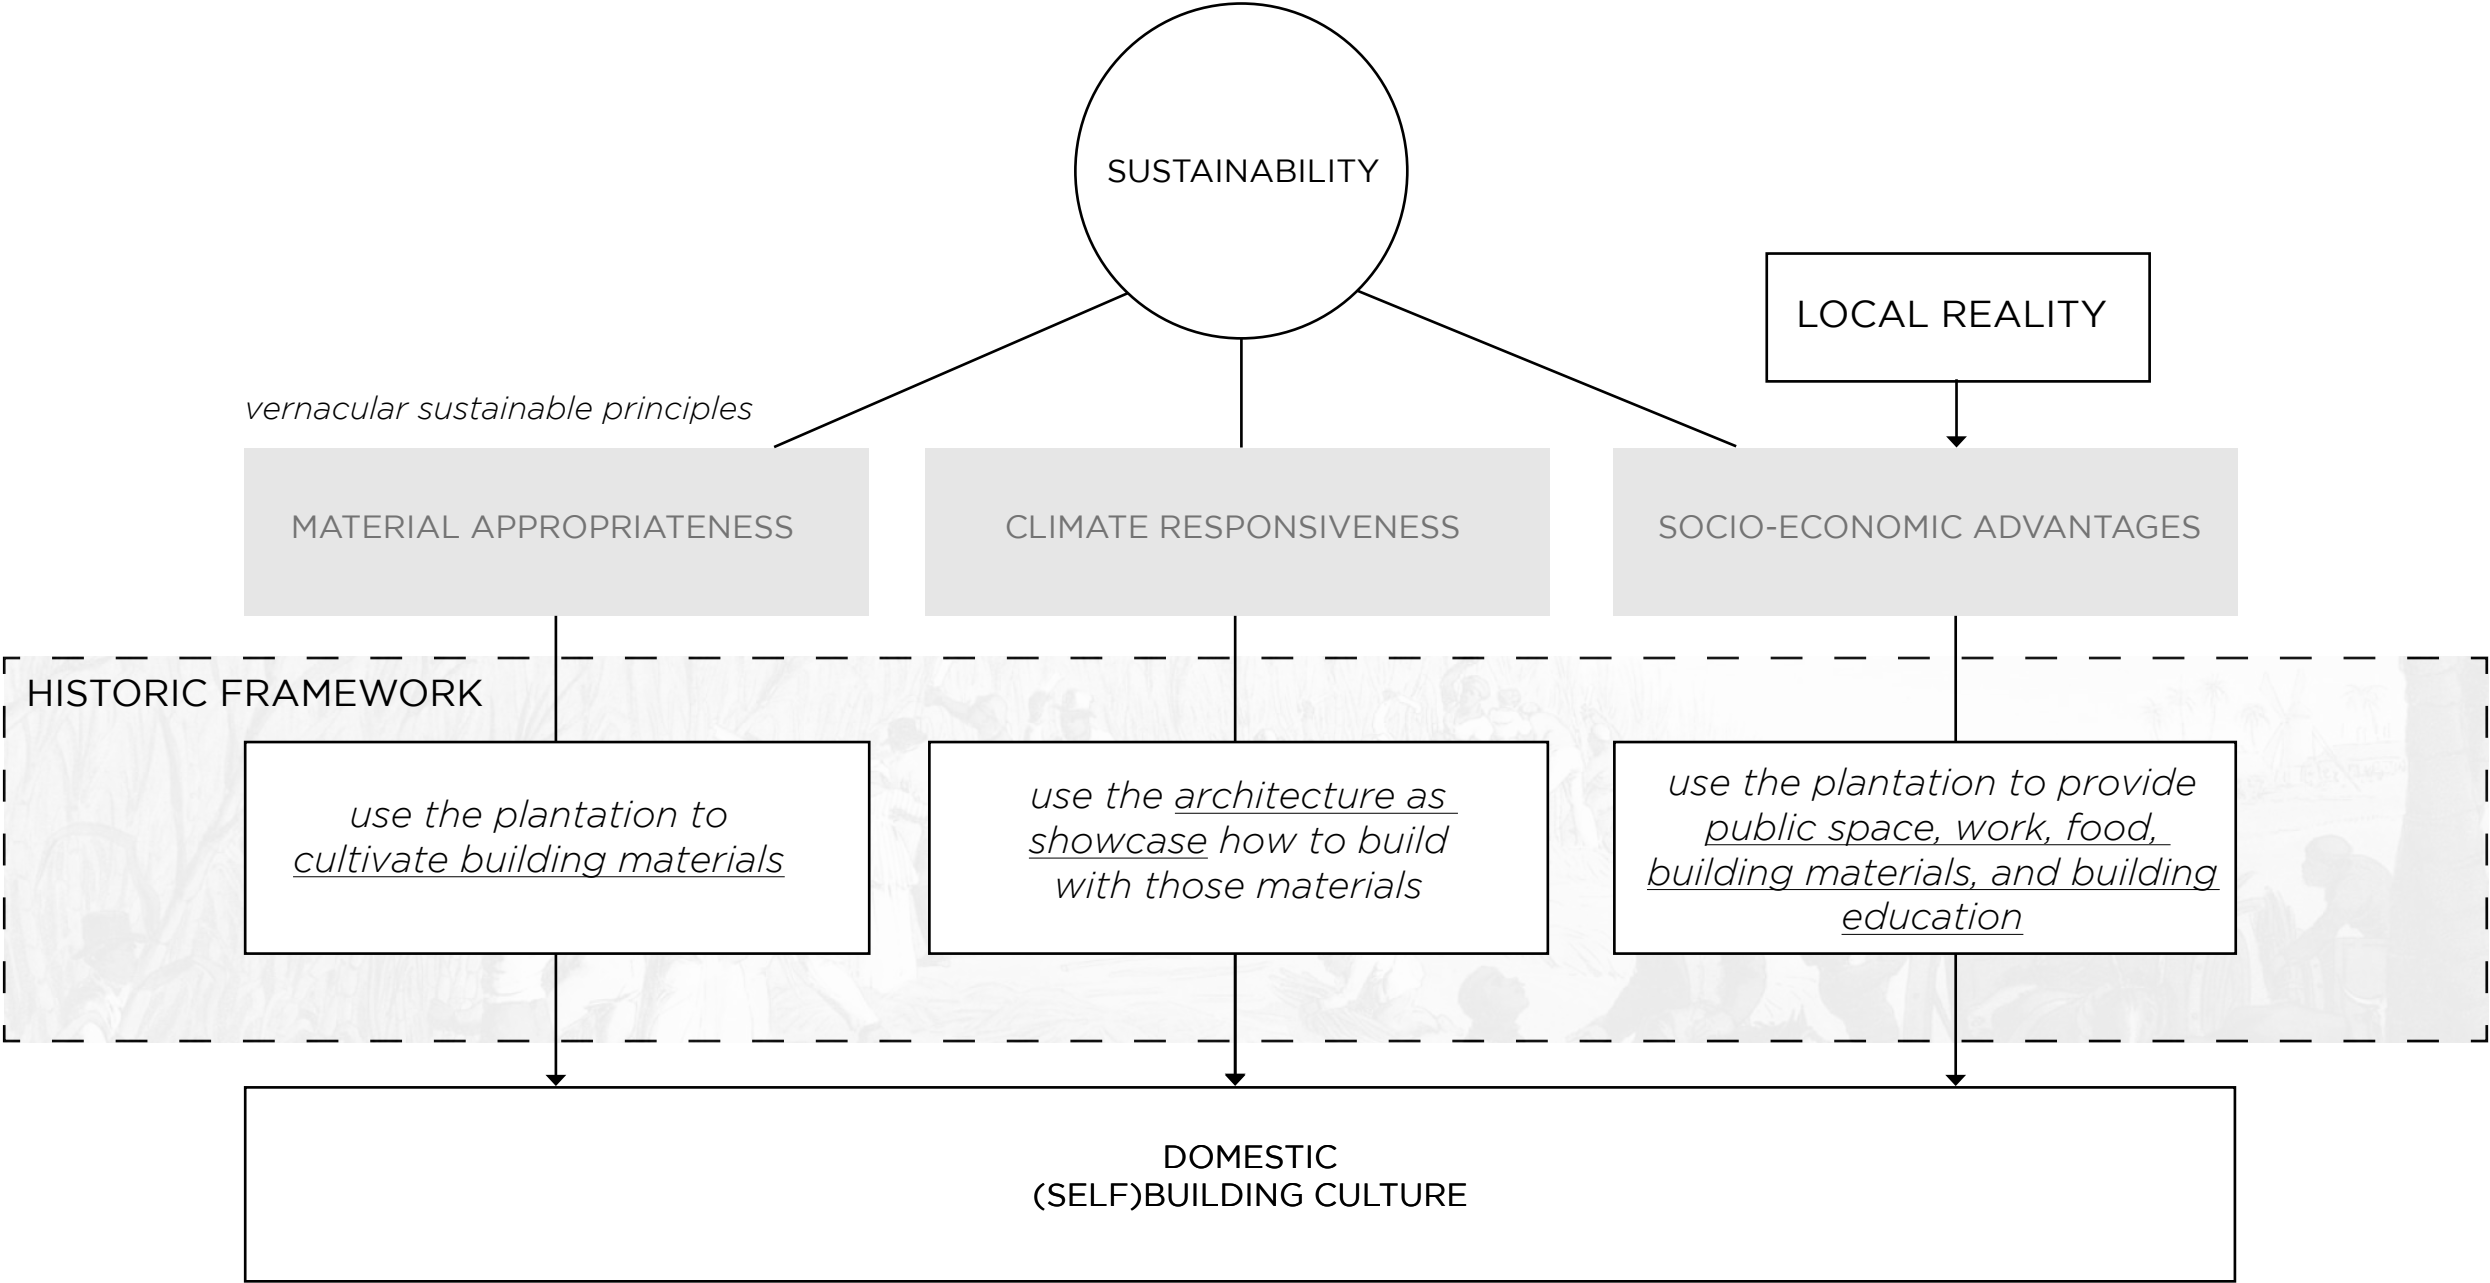 SUSTAINABILITY
LOCAL REALITY
vernacular sustainable principles
MATERIAL APPROPRIATENESS
CLIMATE RESPONSIVENESS
SOCIO-ECONOMIC ADVANTAGES
HISTORIC FRAMEWORK
use the plantation to
cultivate building materials
use the architecture as
showcase how to build
with those materials
use the plantation to provide
public space, work, food,
building materials, and building
education
DOMESTIC
(SELF)BUILDING CULTURE